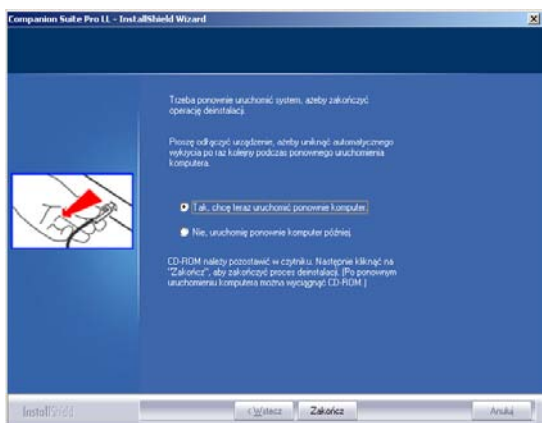 Companion Suite Pro LL - InstallShield Wizard
Trzeba ponownie uruchomić system, ażeby zakończyć
operację deinstalacji.
Proszę odłączyć urządzenie, ażeby uniknąć automatycznego
wykrycia po raz kolejny podczas ponownego uruchomienia
komputera.
Tak, chcę teraz uruchomić ponownie komputer.
Nie, uruchomię ponownie komputer później.
CD-ROM należy pozostawić w czytniku. Następnie kliknąć na
"Zakończ", aby zakończyć proces deinstalacji. (Po ponownym
uruchomieniu komputera można wyciągnąć CD-ROM.)
InstallShield
< Wstecz
Zakończ
Anuluj